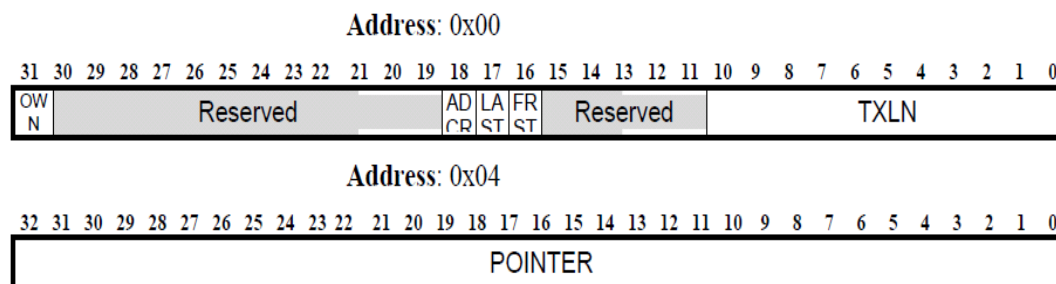 Address: 0x00
31 30 29 28 27 26 25 24 23 22 21 20 19 18 17 16 15 14 13 12 11 10 9 8 7 6 5 4 3 2 1 0
OW Reserved AD LA FR Reserved TXLN
N CR ST ST
Address: 0x04
32 31 30 29 28 27 26 25 24 23 22 21 20 19 18 17 16 15 14 13 12 11 10 9 8 7 6 5 4 3 2 1 0
POINTER